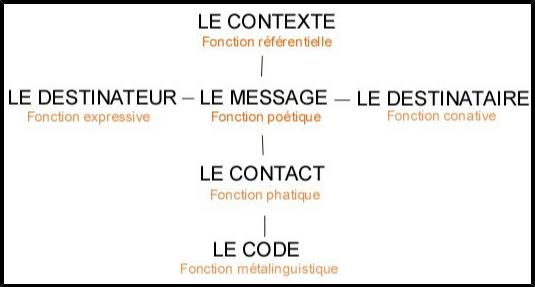 LE CONTEXTE
Fonction référentielle
LE DESTINATEUR – LE MESSAGE — LE DESTINATAIRE
Fonction expressive Fonction poétique Fonction conative
LE CONTACT
Fonction phatique
LE CODE
Fonction métalinguistique